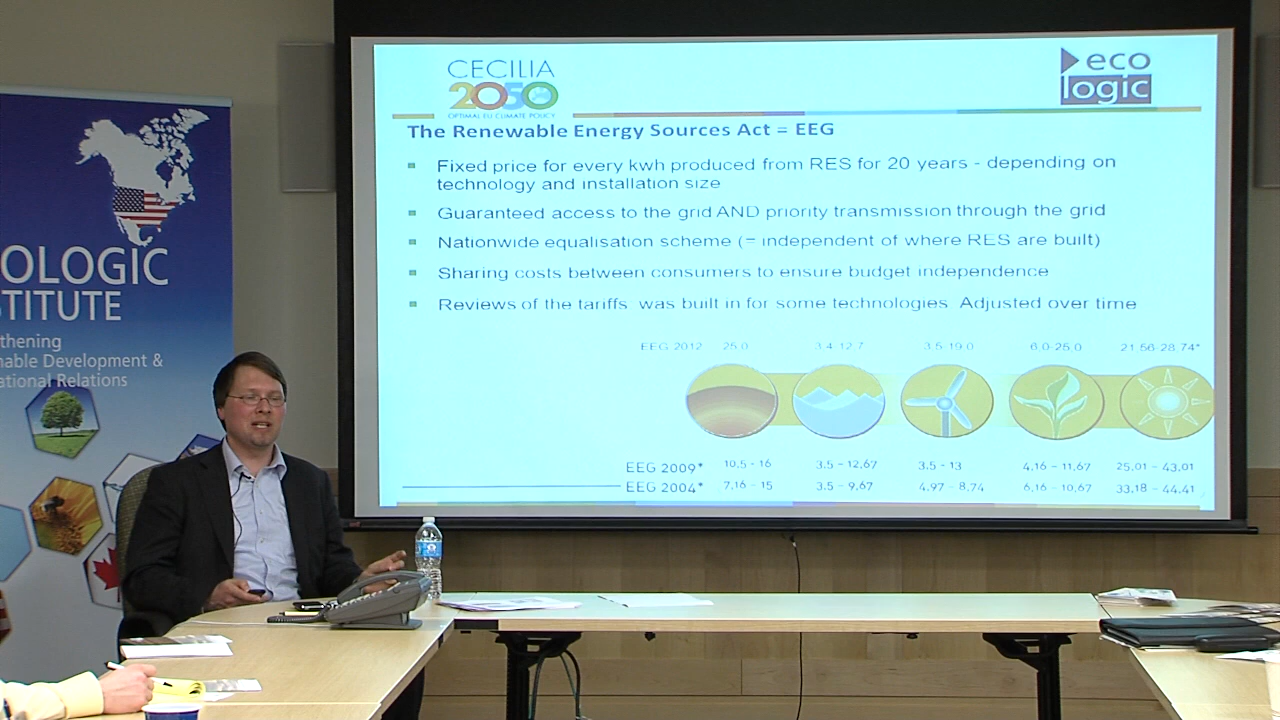 CECILIA
2050
OPTIMAL EU CLIMATE POLICY
eco
logic
The Renewable Energy Sources Act = EEG
Fixed price for every kwh produced from RES for 20 years - depending on
technology and installation size
Guaranteed access to the grid AND priority transmission through the grid
Nationwide equalisation scheme (= independent of where RES are built)
Sharing costs between consumers to ensure budget independence
Reviews of the tariffs was built in for some technologies Adjusted over time
EEG 2012 25.0 3.4-12.7 3.5-19.0 6.0-25.0 21.56-28.74*
EEG 2009* 10,5 - 16 3.5 - 12,67 3.5 - 13 4,16 - 11,67 25,01 - 43,01
EEG 2004* 7,16 - 15 3.5 - 9,67 4.97 - 8,74 6,16 - 10,67 33.18 - 44.41
OLOGIC
STITUTE
thening
nable Development &
ational Relations